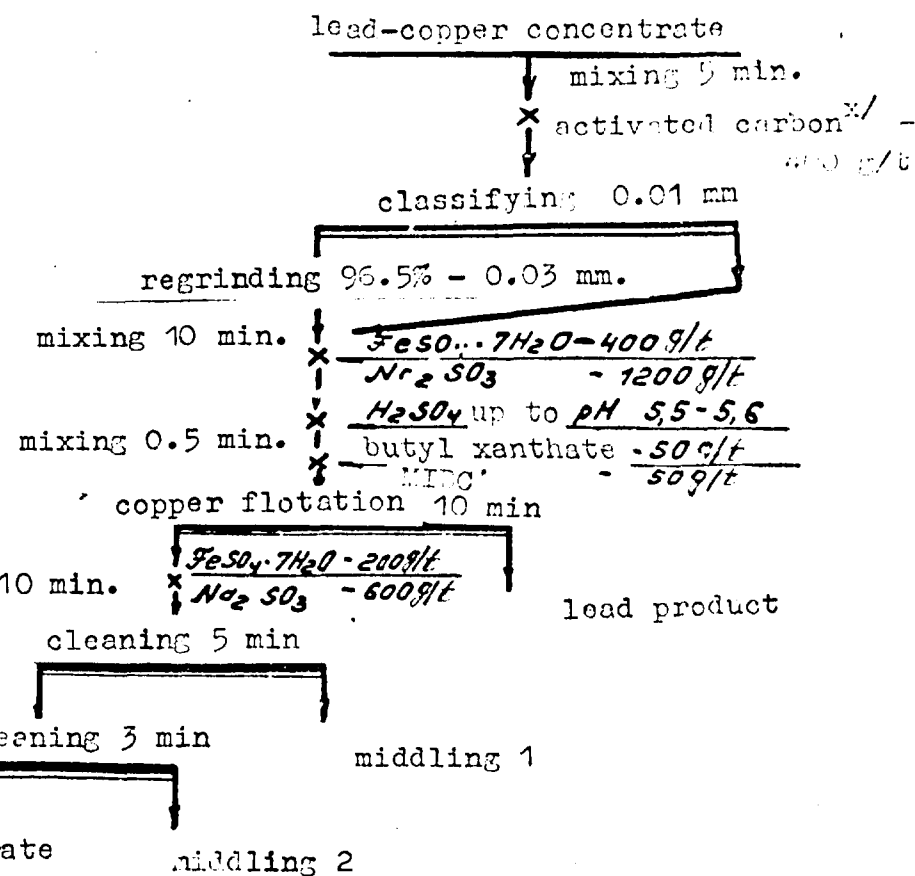 lead-copper concentrate
mixing 5 min.
activated carbon x/ -
g/t
classifying 0.01 mm
regrinding 96.5% - 0.03 mm.
mixing 10 min.
FeSO4·7H2O - 400 g/t
Na2SO3 - 1200 g/t
H2SO4 up to pH 5,5 - 5,6
mixing 0.5 min.
butyl xanthate - 50 g/t
- 50 g/t
copper flotation 10 min
10 min.
FeSO4·7H2O - 200 g/t
Na2SO3 - 600 g/t
lead product
cleaning 5 min
eaning 3 min
middling 1
ate
middling 2